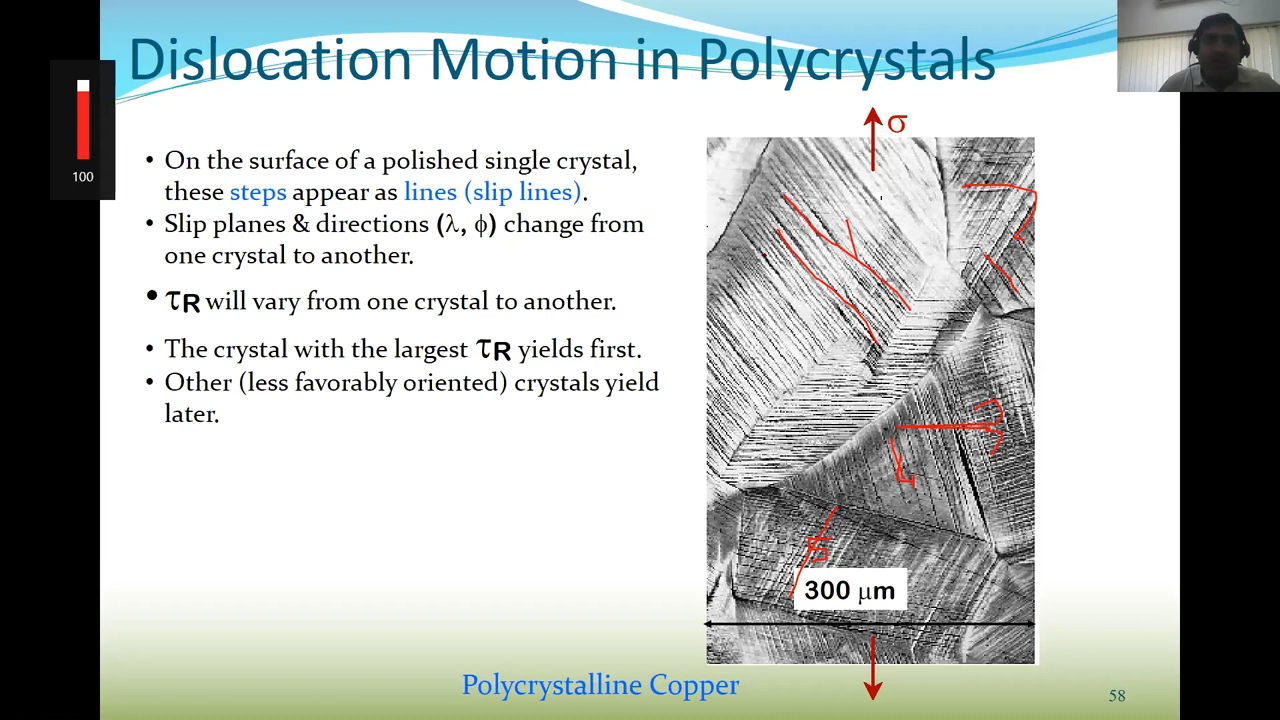 Dislocation Motion in Polycrystals
100
σ
• On the surface of a polished single crystal,
these steps appear as lines (slip lines).
• Slip planes & directions (λ, ϕ) change from
one crystal to another.
• τR will vary from one crystal to another.
• The crystal with the largest τR yields first.
• Other (less favorably oriented) crystals yield
later.
5
300 μm
Polycrystalline Copper
58